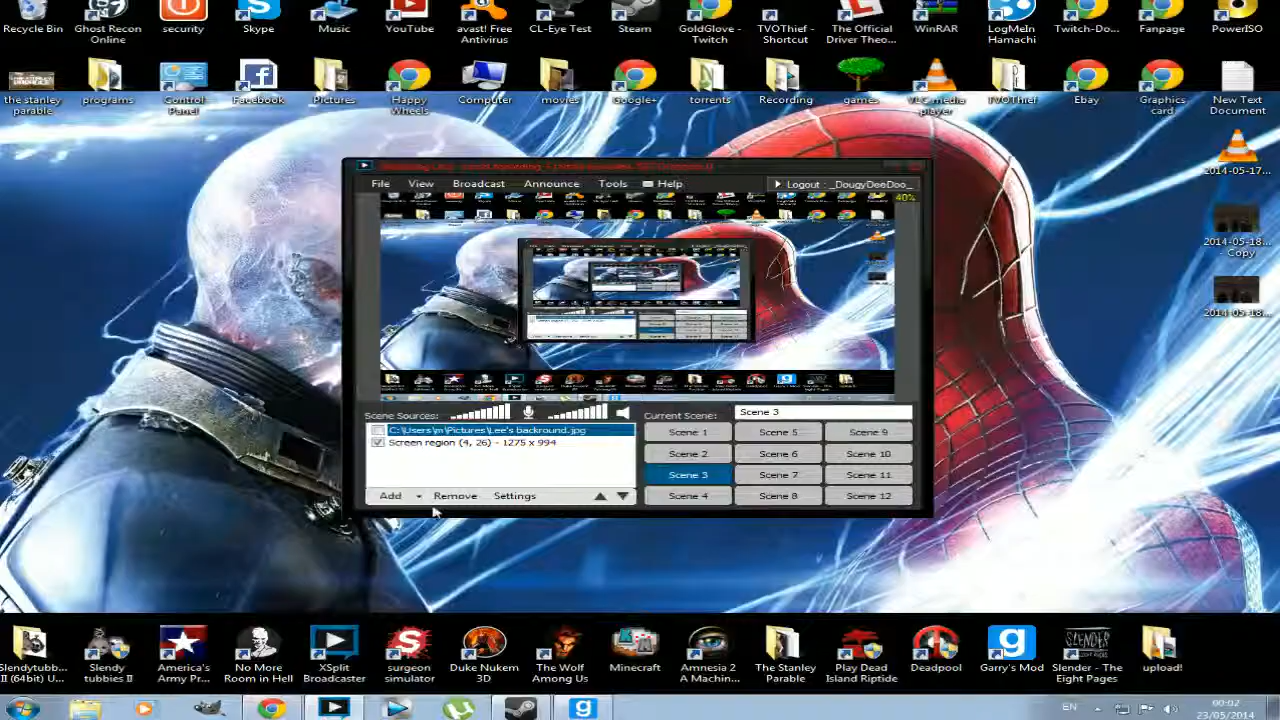 Recycle Bin
Ghost Recon
Online
security
Skype
Music
YouTube
avast! Free
Antivirus
CL-Eye Test
Steam
GoldGlove -
Twitch
TVOThief -
Shortcut
The Official
Driver Theo...
WinRAR
LogMeIn
Hamachi
Twitch-Do...
Fanpage
PowerISO
the stanley
parable
programs
Control
Panel
Facebook
Pictures
Happy
Wheels
Computer
movies
Google+
torrents
Recording
games
VLC media
player
TVOThief
Ebay
Graphics
card
New Text
Document
2014-05-17...
2014-05-18...
- Copy
2014-05-18...
File View Broadcast Announce Tools Help
Logout : _DougyDeeDoo_
40%
Scene Sources:
Current Scene:
Scene 3
C:\Users\m\Pictures\Lee's backround.jpg
Screen region (4, 26) - 1275 x 994
Add Remove Settings
Scene 1 Scene 5 Scene 9
Scene 2 Scene 6 Scene 10
Scene 3 Scene 7 Scene 11
Scene 4 Scene 8 Scene 12
Slendytubb...
II (64bit) U...
Slendy
tubbies II
America's
Army Pr...
No More
Room in Hell
XSplit
Broadcaster
surgeon
simulator
Duke Nukem
3D
The Wolf
Among Us
Minecraft
Amnesia 2
A Machin...
The Stanley
Parable
Play Dead
Island Riptide
Deadpool
Garry's Mod
Slender - The
Eight Pages
upload!
EN
00:02
23/05/2014